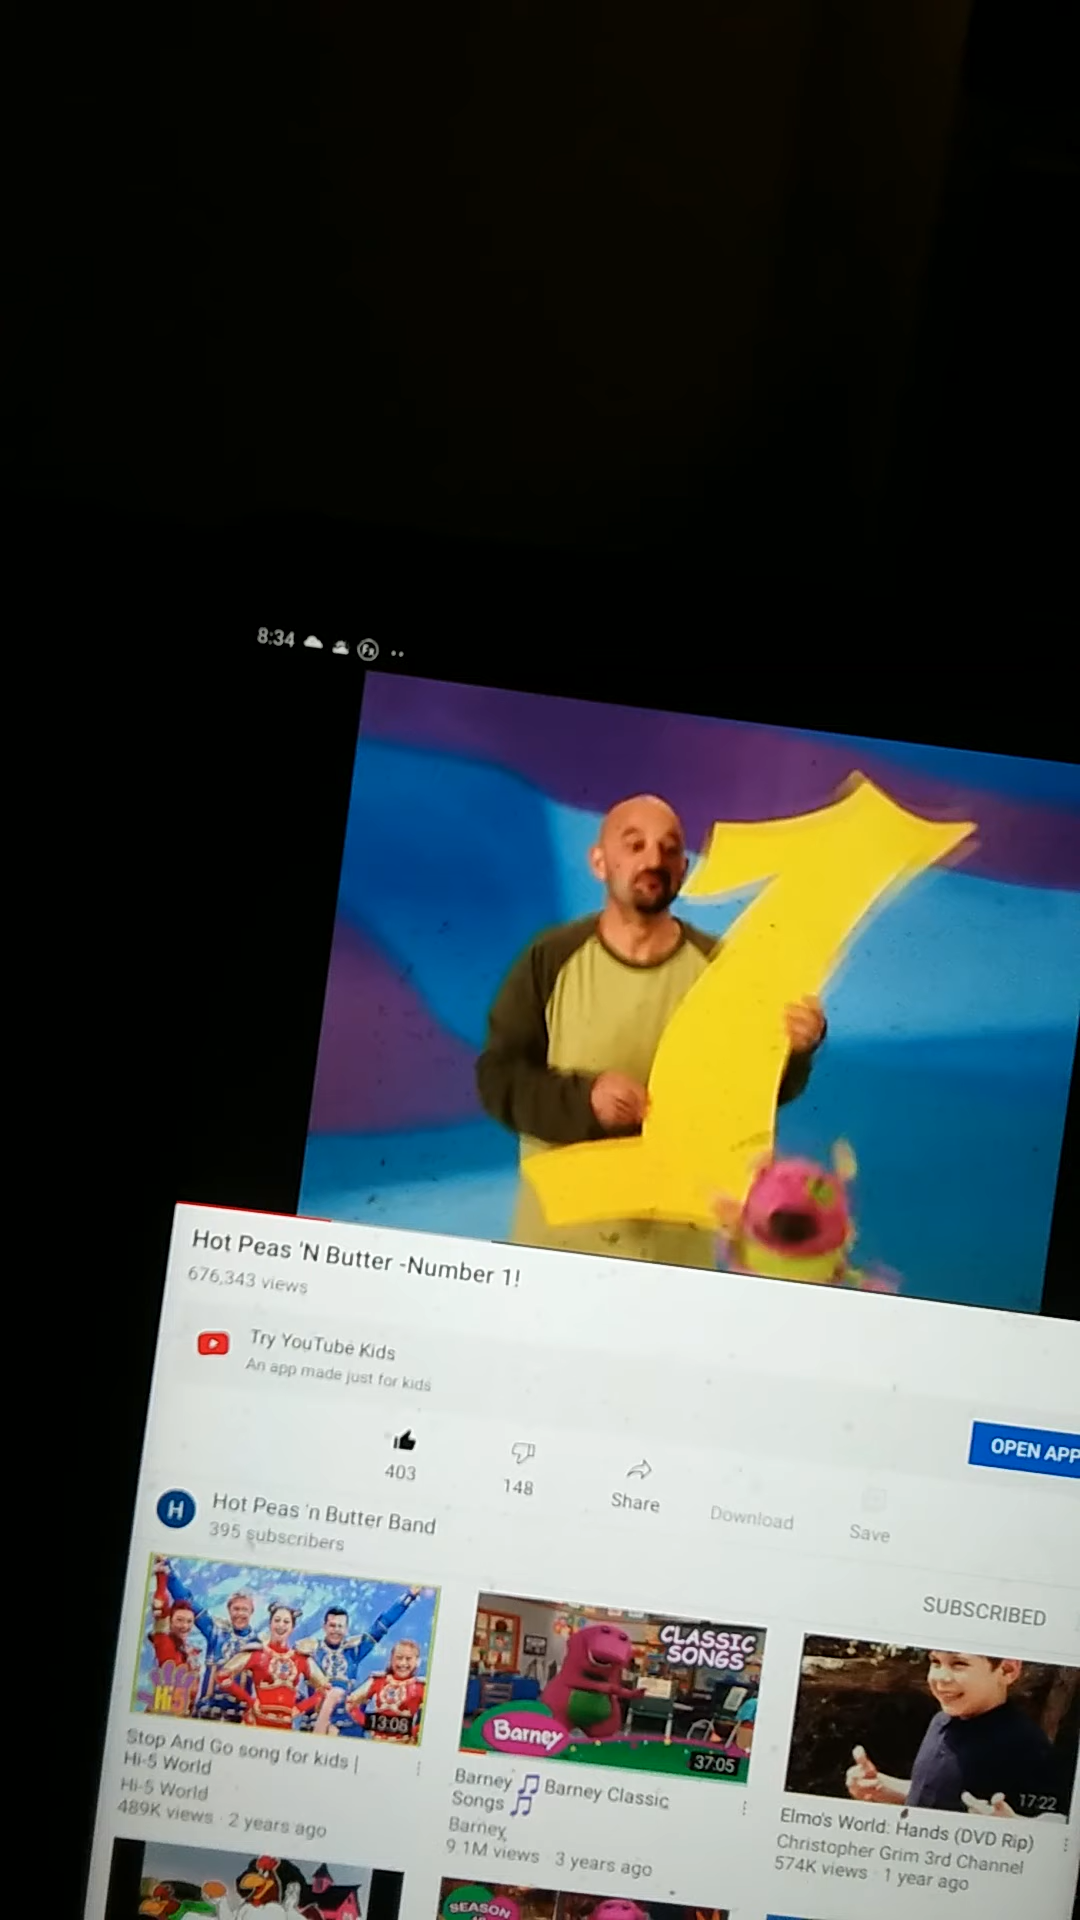 8:34
Hot Peas 'N Butter -Number 1!
676,343 views
Try YouTube Kids
An app made just for kids
OPEN APP
403
148
Share
Download
Save
H
Hot Peas 'n Butter Band
395 subscribers
SUBSCRIBED
Hi-5
13:08
Stop And Go song for kids |
Hi-5 World
Hi-5 World
489K views · 2 years ago
CLASSIC
SONGS
Barney
37:05
Barney 🎵 Barney Classic
Songs 🎵
Barney
9.1M views · 3 years ago
17:22
Elmo's World: Hands (DVD Rip)
Christopher Grim 3rd Channel
574K views · 1 year ago
SEASON